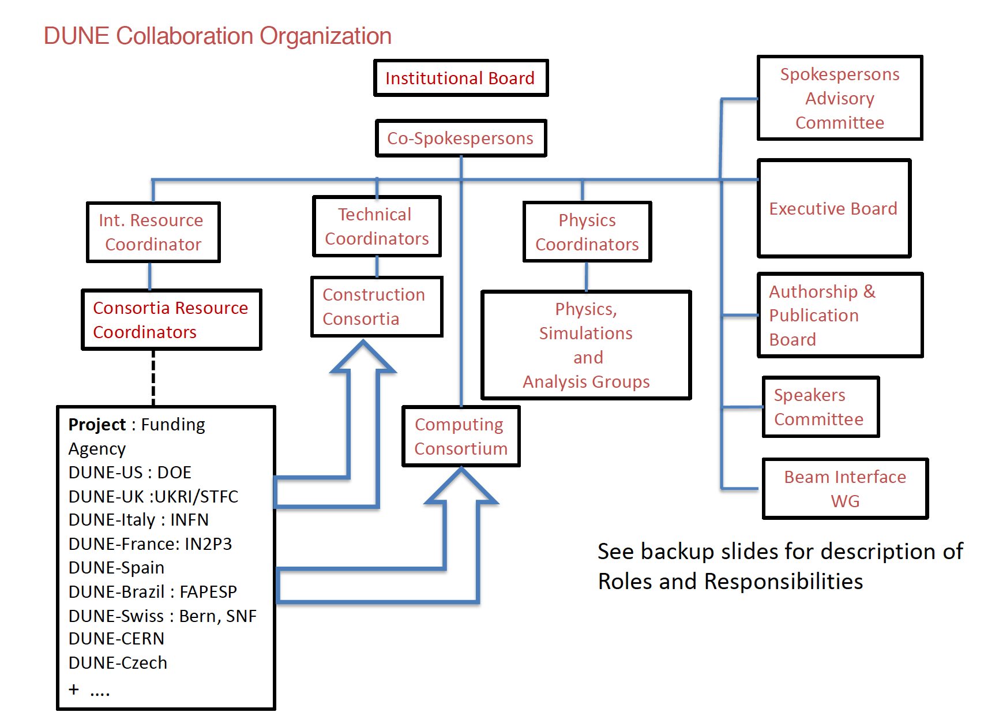 DUNE Collaboration Organization
Institutional Board
Co-Spokespersons
Spokespersons
Advisory
Committee
Executive Board
Int. Resource
Coordinator
Technical
Coordinators
Physics
Coordinators
Consortia Resource
Coordinators
Construction
Consortia
Physics,
Simulations
and
Analysis Groups
Authorship &
Publication
Board
Speakers
Committee
Computing
Consortium
Beam Interface
WG
Project : Funding
Agency
DUNE-US : DOE
DUNE-UK :UKRI/STFC
DUNE-Italy : INFN
DUNE-France: IN2P3
DUNE-Spain
DUNE-Brazil : FAPESP
DUNE-Swiss : Bern, SNF
DUNE-CERN
DUNE-Czech
+ ....
See backup slides for description of
Roles and Responsibilities